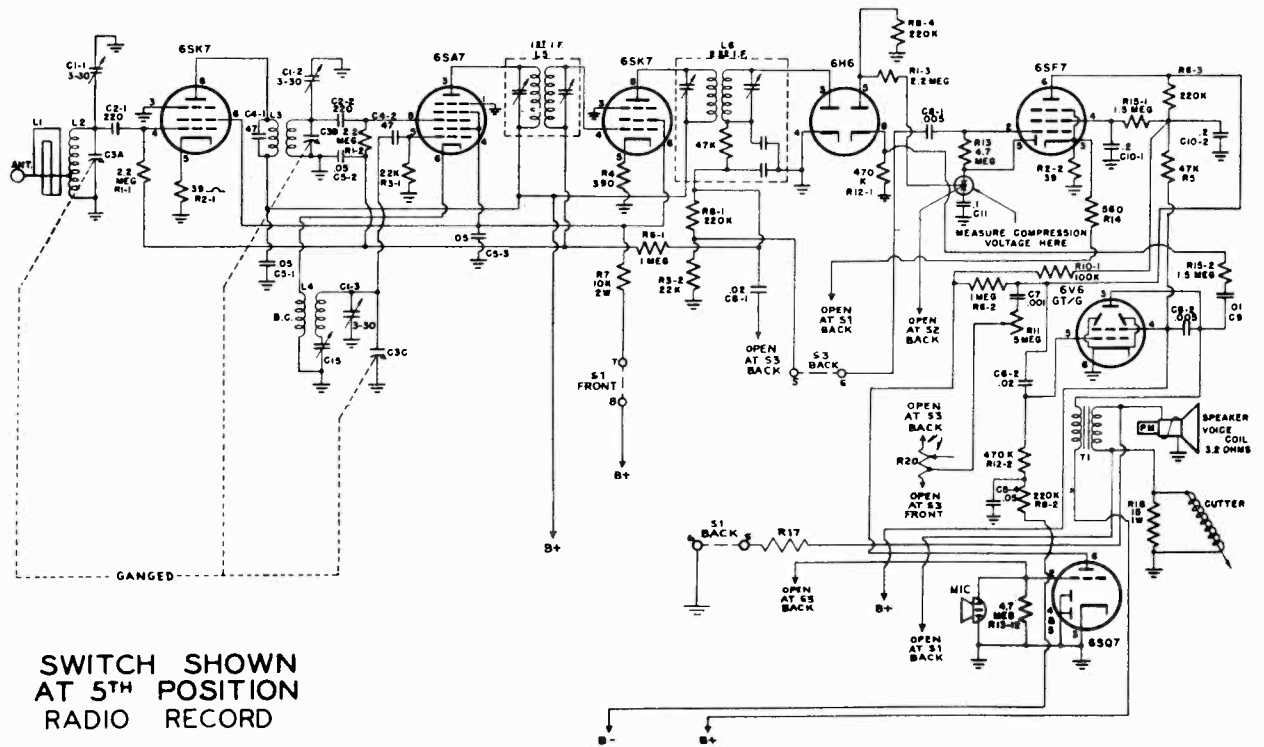 6SK7
C1-1
3-30
L1
L2
C2-1
220
ANT.
C3A
2.2
MEG
R1-1
39
R2-1
C4-1
47
L3
C1-2
3-30
C2-2
220
C3B
2.2
MEG
R1-2
.05
C5-2
C4-2
47
22K
R3-1
6SA7
1ST I.F.
L5
6SK7
R4
390
L6
2ND I.F.
47K
6H6
R8-4
220K
R1-3
2.2 MEG
470
K
R12-1
C8-1
.005
R13
4.7
MEG
.1
C11
MEASURE COMPRESSION
VOLTAGE HERE
6SF7
R2-2
39
560
R14
R15-1
1.5 MEG
.2
C10-1
R8-3
220K
.2
C10-2
47K
R5
.05
C5-1
.05
C5-3
L4
B.C.
C1-3
3-30
C15
C3C
R7
10K
2W
R6-1
1 MEG
R8-1
220K
R3-2
22K
.02
C6-1
7
S1
FRONT
8
B+
OPEN
AT S3
BACK
S3
BACK
5
6
OPEN
AT S1
BACK
OPEN
AT S2
BACK
R10-1
100K
1 MEG
R6-2
C7
.001
R11
.5 MEG
6V6
GT/G
R15-2
1.5 MEG
.01
C9
C8-2
.005
C6-2
.02
OPEN
AT S3
BACK
R20
OPEN
AT S3
FRONT
470K
R12-2
C5-4
.05
220K
R8-2
T1
PM
SPEAKER
VOICE
COIL
3.2 OHMS
R18
15
1W
CUTTER
B+
S1
BACK
R17
OPEN
AT S3
BACK
B+
OPEN
AT S1
BACK
MIC
4.7
MEG
R13-12
6SQ7
GANGED
SWITCH SHOWN
AT 5TH POSITION
RADIO RECORD
B-
B+